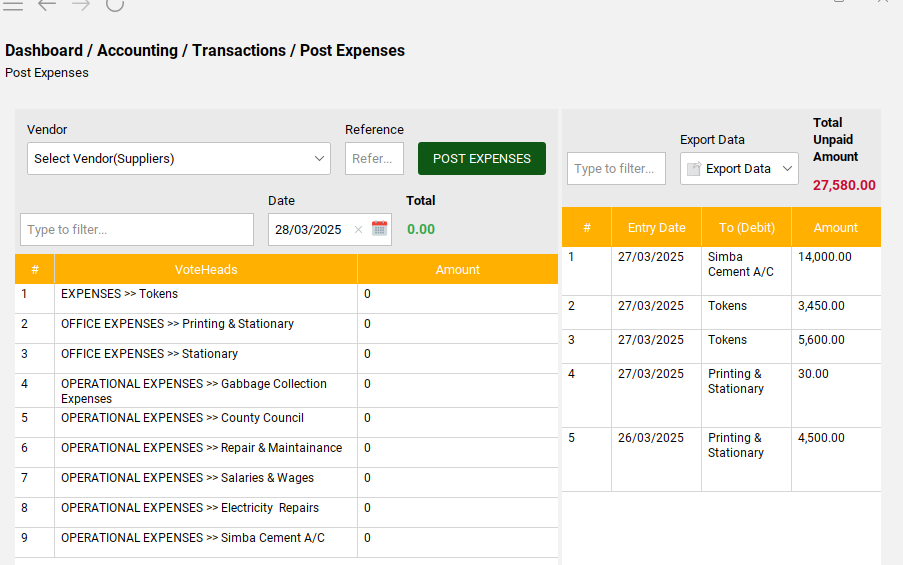 Dashboard / Accounting / Transactions / Post Expenses
Post Expenses
Vendor
Reference
Select Vendor(Suppliers)
Refer...
POST EXPENSES
Type to filter...
Date
28/03/2025
Total
0.00
# VoteHeads Amount
1 EXPENSES >> Tokens 0
2 OFFICE EXPENSES >> Printing & Stationary 0
3 OFFICE EXPENSES >> Stationary 0
4 OPERATIONAL EXPENSES >> Gabbage Collection 0
Expenses
5 OPERATIONAL EXPENSES >> County Council 0
6 OPERATIONAL EXPENSES >> Repair & Maintainance 0
7 OPERATIONAL EXPENSES >> Salaries & Wages 0
8 OPERATIONAL EXPENSES >> Electricity Repairs 0
9 OPERATIONAL EXPENSES >> Simba Cement A/C 0
Type to filter...
Export Data
Export Data
Total
Unpaid
Amount
27,580.00
# Entry Date To (Debit) Amount
1 27/03/2025 Simba 14,000.00
Cement A/C
2 27/03/2025 Tokens 3,450.00
3 27/03/2025 Tokens 5,600.00
4 27/03/2025 Printing & 30.00
Stationary
5 26/03/2025 Printing & 4,500.00
Stationary